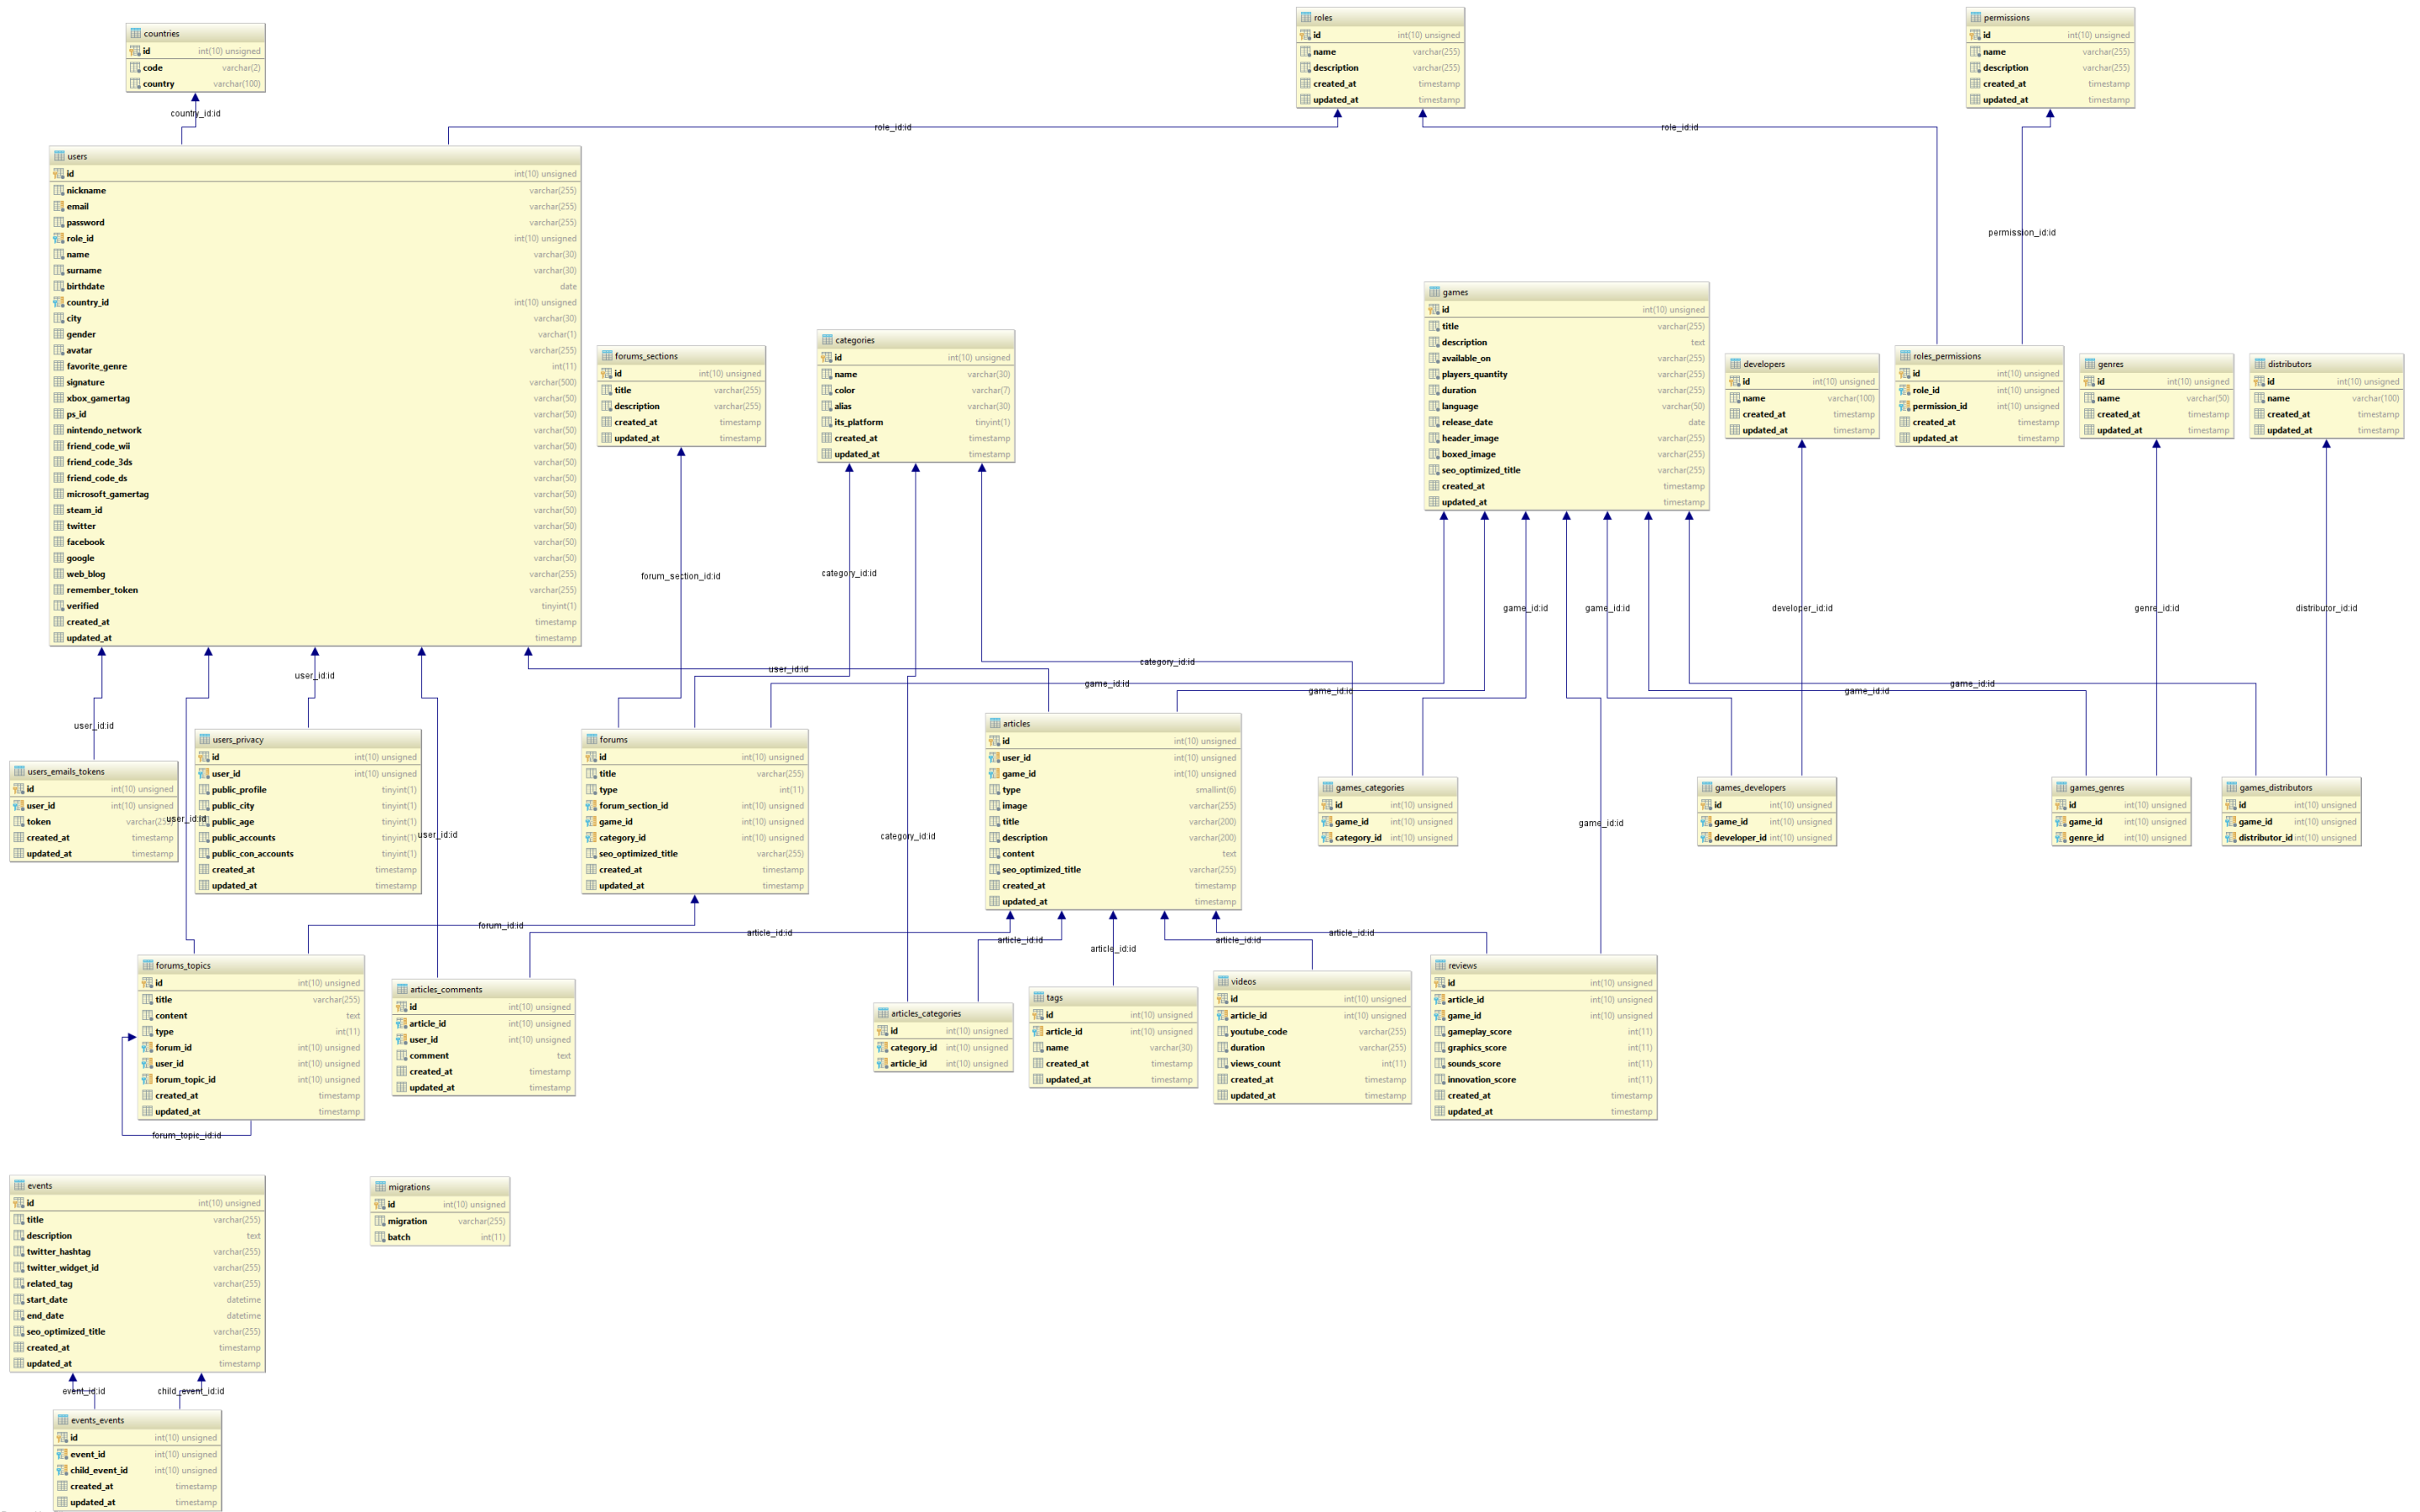 countries
id int(10) unsigned
code varchar(2)
country varchar(100)
roles
id int(10) unsigned
name varchar(255)
description varchar(255)
created_at timestamp
updated_at timestamp
permissions
id int(10) unsigned
name varchar(255)
description varchar(255)
created_at timestamp
updated_at timestamp
country_id:id
role_id:id
role_id:id
permission_id:id
users
id int(10) unsigned
nickname varchar(255)
email varchar(255)
password varchar(255)
role_id int(10) unsigned
name varchar(30)
surname varchar(30)
birthdate date
country_id int(10) unsigned
city varchar(30)
gender varchar(1)
avatar varchar(255)
favorite_genre int(11)
signature varchar(500)
xbox_gamertag varchar(50)
ps_id varchar(50)
nintendo_network varchar(50)
friend_code_wii varchar(50)
friend_code_3ds varchar(50)
friend_code_ds varchar(50)
microsoft_gamertag varchar(50)
steam_id varchar(50)
twitter varchar(50)
facebook varchar(50)
google varchar(50)
web_blog varchar(255)
remember_token varchar(255)
verified tinyint(1)
created_at timestamp
updated_at timestamp
forums_sections
id int(10) unsigned
title varchar(255)
description varchar(255)
created_at timestamp
updated_at timestamp
categories
id int(10) unsigned
name varchar(30)
color varchar(7)
alias varchar(30)
its_platform tinyint(1)
created_at timestamp
updated_at timestamp
games
id int(10) unsigned
title varchar(255)
description text
available_on varchar(255)
players_quantity varchar(255)
duration varchar(255)
language varchar(50)
release_date date
header_image varchar(255)
boxed_image varchar(255)
seo_optimized_title varchar(255)
created_at timestamp
updated_at timestamp
developers
id int(10) unsigned
name varchar(100)
created_at timestamp
updated_at timestamp
roles_permissions
id int(10) unsigned
role_id int(10) unsigned
permission_id int(10) unsigned
created_at timestamp
updated_at timestamp
genres
id int(10) unsigned
name varchar(50)
created_at timestamp
updated_at timestamp
distributors
id int(10) unsigned
name varchar(100)
created_at timestamp
updated_at timestamp
forum_section_id:id
category_id:id
game_id:id
game_id:id
developer_id:id
genre_id:id
distributor_id:id
user_id:id
user_id:id
category_id:id
game_id:id
game_id:id
game_id:id
game_id:id
user_id:id
users_emails_tokens
id int(10) unsigned
user_id int(10) unsigned
token varchar(255)
created_at timestamp
updated_at timestamp
user_id:id
users_privacy
id int(10) unsigned
user_id int(10) unsigned
public_profile tinyint(1)
public_city tinyint(1)
public_age tinyint(1)
public_accounts tinyint(1)
public_con_accounts tinyint(1)
created_at timestamp
updated_at timestamp
user_id:id
forums
id int(10) unsigned
title varchar(255)
type int(11)
forum_section_id int(10) unsigned
game_id int(10) unsigned
category_id int(10) unsigned
seo_optimized_title varchar(255)
created_at timestamp
updated_at timestamp
category_id:id
articles
id int(10) unsigned
user_id int(10) unsigned
game_id int(10) unsigned
type smallint(6)
image varchar(255)
title varchar(200)
description varchar(200)
content text
seo_optimized_title varchar(255)
created_at timestamp
updated_at timestamp
games_categories
id int(10) unsigned
game_id int(10) unsigned
category_id int(10) unsigned
game_id:id
games_developers
id int(10) unsigned
game_id int(10) unsigned
developer_id int(10) unsigned
games_genres
id int(10) unsigned
game_id int(10) unsigned
genre_id int(10) unsigned
games_distributors
id int(10) unsigned
game_id int(10) unsigned
distributor_id int(10) unsigned
forum_id:id
article_id:id
article_id:id
article_id:id
article_id:id
article_id:id
forums_topics
id int(10) unsigned
title varchar(255)
content text
type int(11)
forum_id int(10) unsigned
user_id int(10) unsigned
forum_topic_id int(10) unsigned
created_at timestamp
updated_at timestamp
forum_topic_id:id
articles_comments
id int(10) unsigned
article_id int(10) unsigned
user_id int(10) unsigned
comment text
created_at timestamp
updated_at timestamp
articles_categories
id int(10) unsigned
category_id int(10) unsigned
article_id int(10) unsigned
tags
id int(10) unsigned
article_id int(10) unsigned
name varchar(30)
created_at timestamp
updated_at timestamp
videos
id int(10) unsigned
article_id int(10) unsigned
youtube_code varchar(255)
duration varchar(255)
views_count int(11)
created_at timestamp
updated_at timestamp
reviews
id int(10) unsigned
article_id int(10) unsigned
game_id int(10) unsigned
gameplay_score int(11)
graphics_score int(11)
sounds_score int(11)
innovation_score int(11)
created_at timestamp
updated_at timestamp
events
id int(10) unsigned
title varchar(255)
description text
twitter_hashtag varchar(255)
twitter_widget_id varchar(255)
related_tag varchar(255)
start_date datetime
end_date datetime
seo_optimized_title varchar(255)
created_at timestamp
updated_at timestamp
migrations
id int(10) unsigned
migration varchar(255)
batch int(11)
event_id:id
child_event_id:id
events_events
id int(10) unsigned
event_id int(10) unsigned
child_event_id int(10) unsigned
created_at timestamp
updated_at timestamp